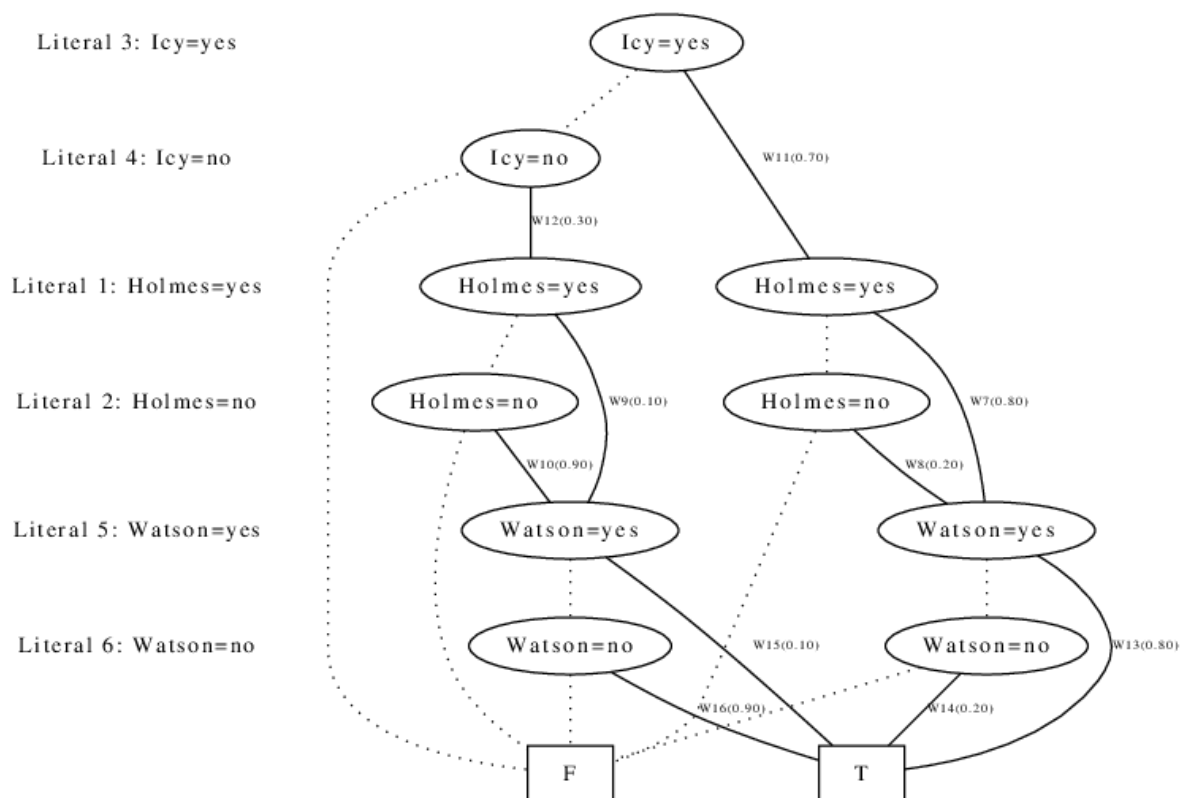 Literal 3: Icy=yes
Icy=yes
Literal 4: Icy=no
Icy=no
W11(0.70)
W12(0.30)
Literal 1: Holmes=yes
Holmes=yes
Holmes=yes
Literal 2: Holmes=no
Holmes=no
W9(0.10)
Holmes=no
W7(0.80)
W10(0.90)
W8(0.20)
Literal 5: Watson=yes
Watson=yes
Watson=yes
Literal 6: Watson=no
Watson=no
W15(0.10)
Watson=no
W13(0.80)
W16(0.90)
W14(0.20)
F
T